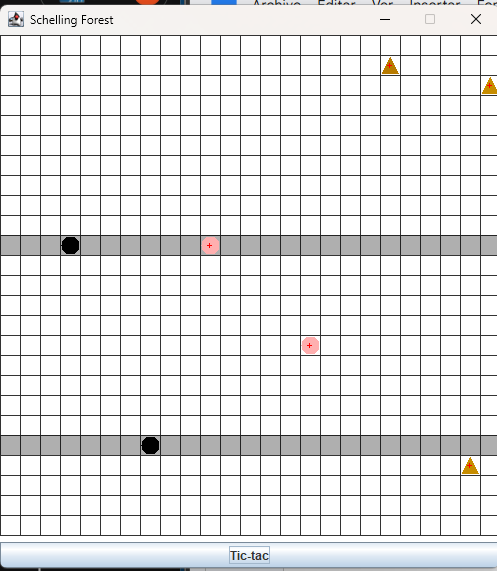 Archivo Editar Ver Insertar
Schelling Forest
+
+
+
+
+
Tic-tac